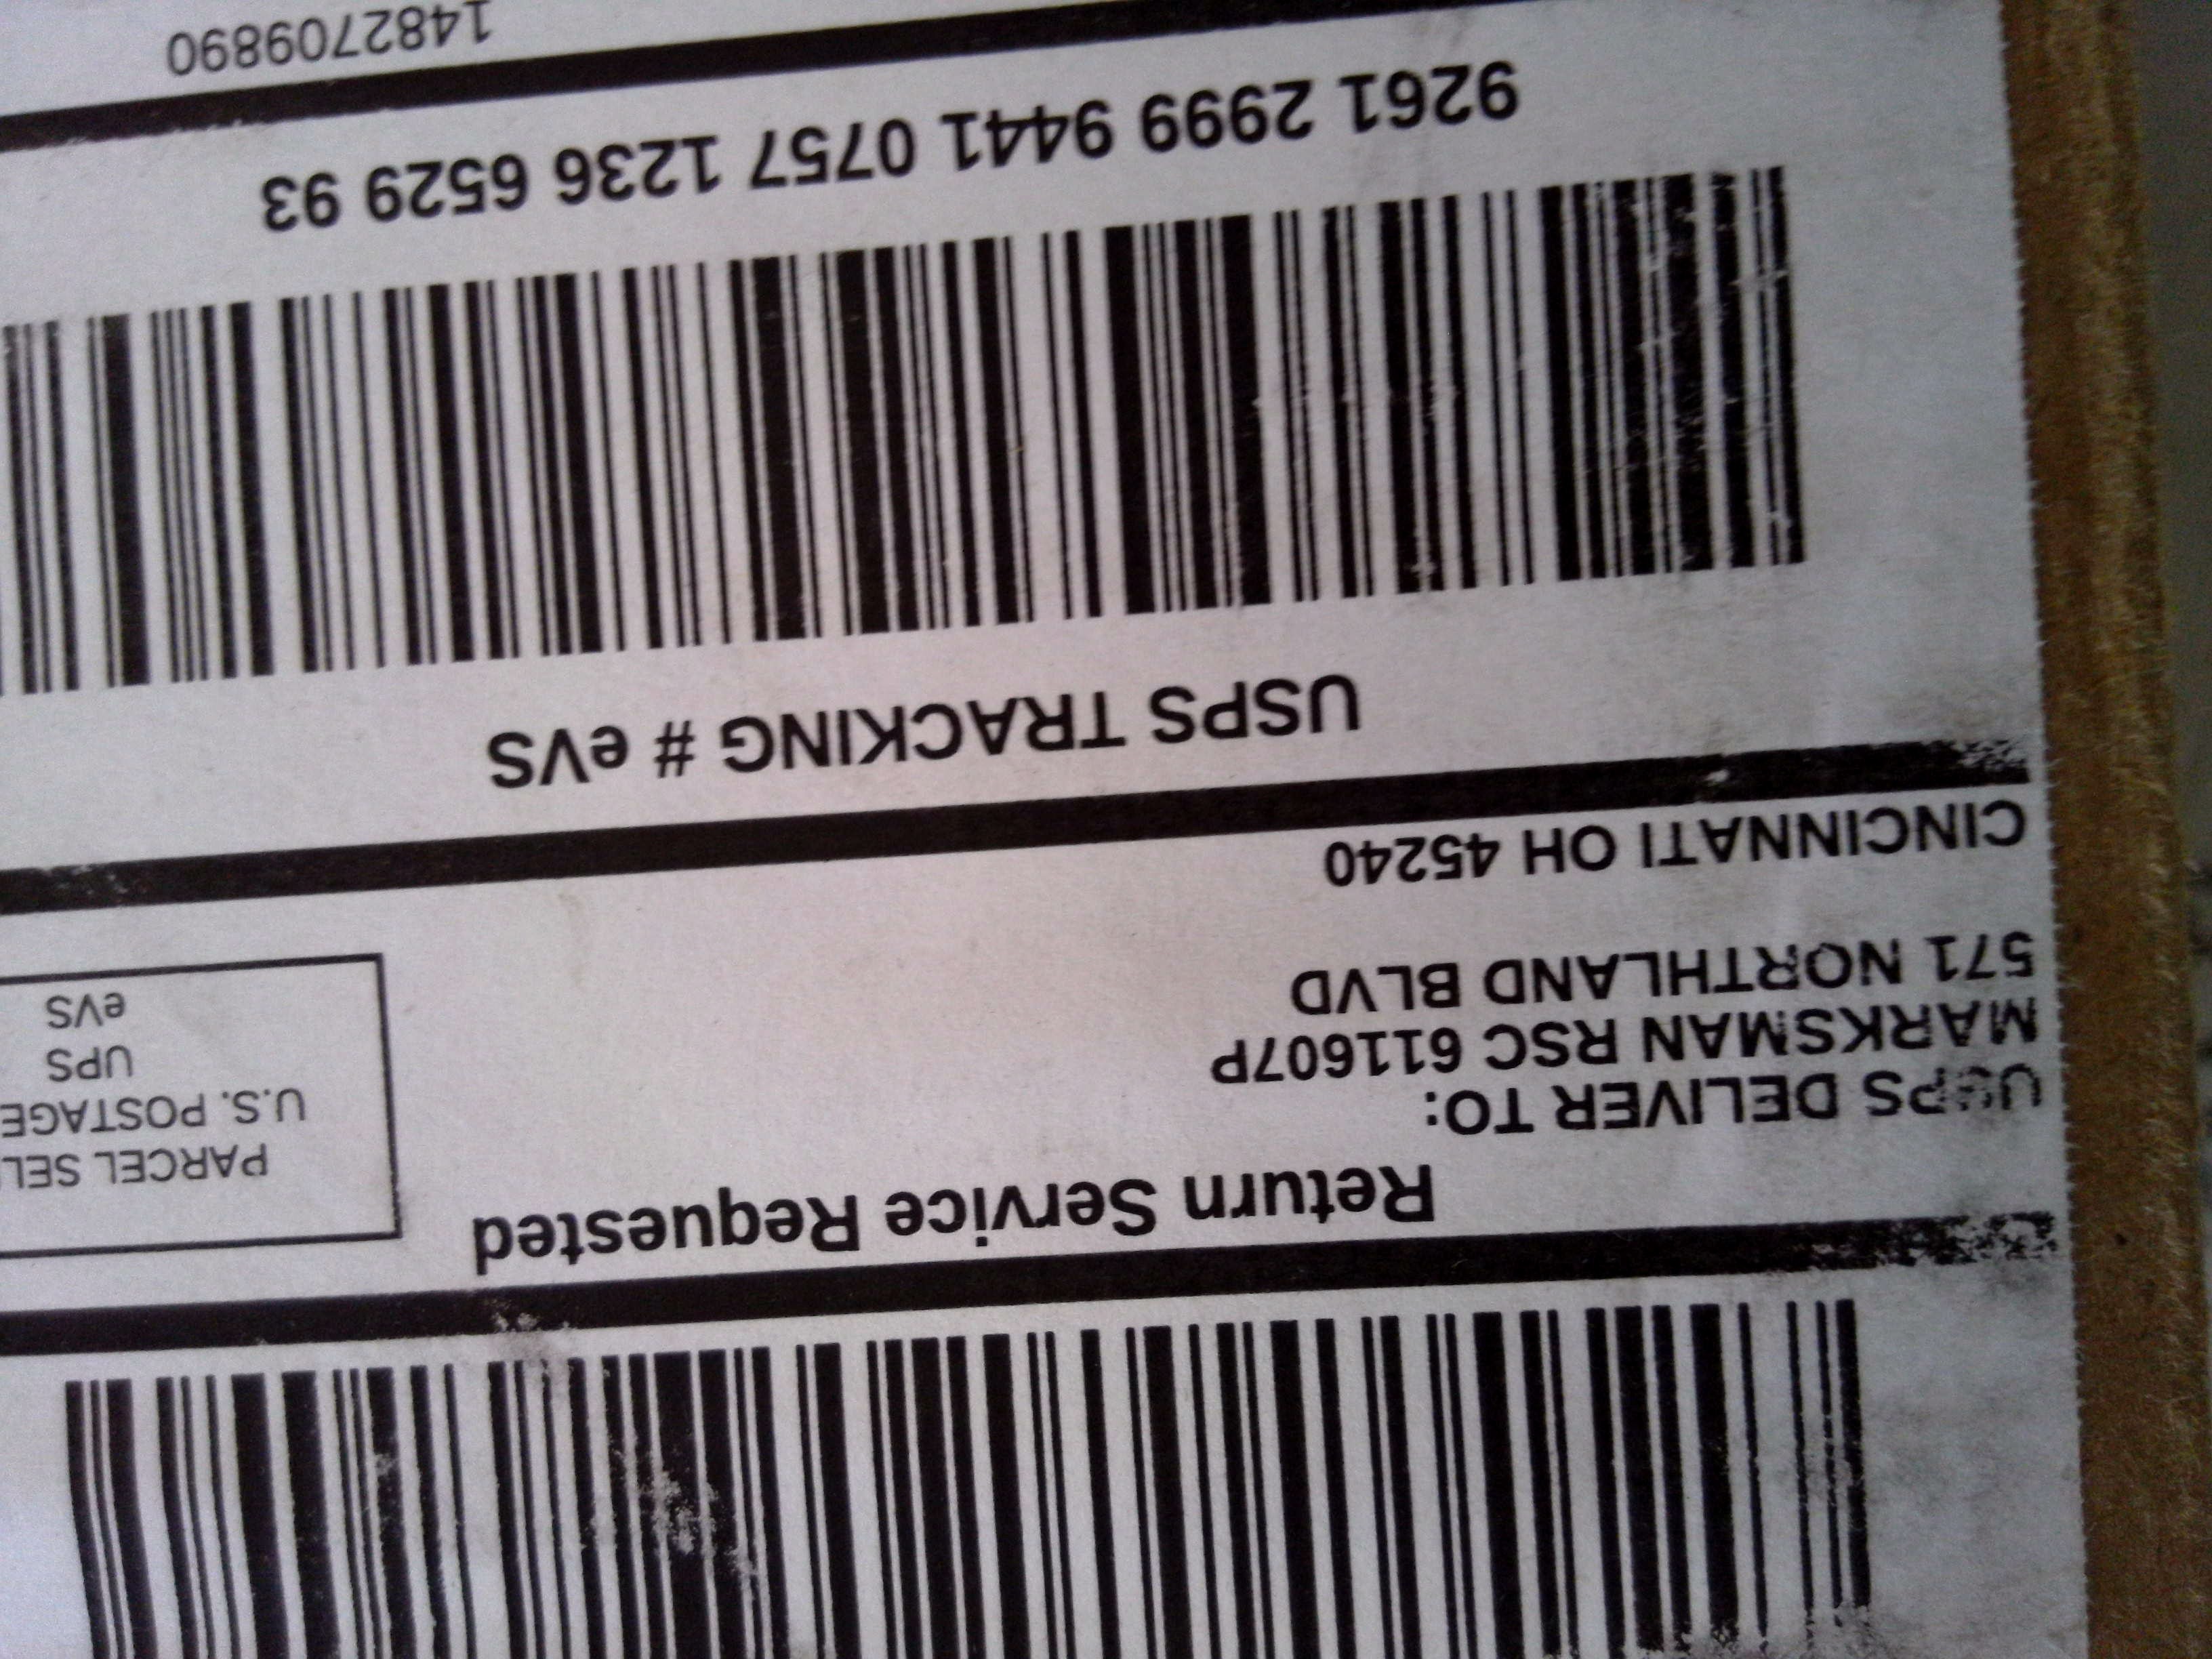 Return Service Requested
USPS DELIVER TO:
MARKSMAN RSC 611607P
571 NORTHLAND BLVD
CINCINNATI OH 45240
PARCEL SEL
U.S. POSTAGE
UPS
eVS
USPS TRACKING # eVS
9261 2999 9441 0757 1236 6529 93
1482709890